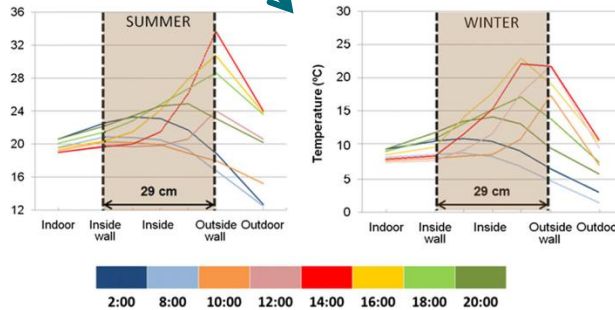 SUMMER
36
32
28
24
20
16
12
29 cm
Indoor
Inside wall
Inside
Outside wall
Outdoor
WINTER
Temperature (ºC)
30
25
20
15
10
5
0
29 cm
Indoor
Inside wall
Inside
Outside wall
Outdoor
2:00 8:00 10:00 12:00 14:00 16:00 18:00 20:00